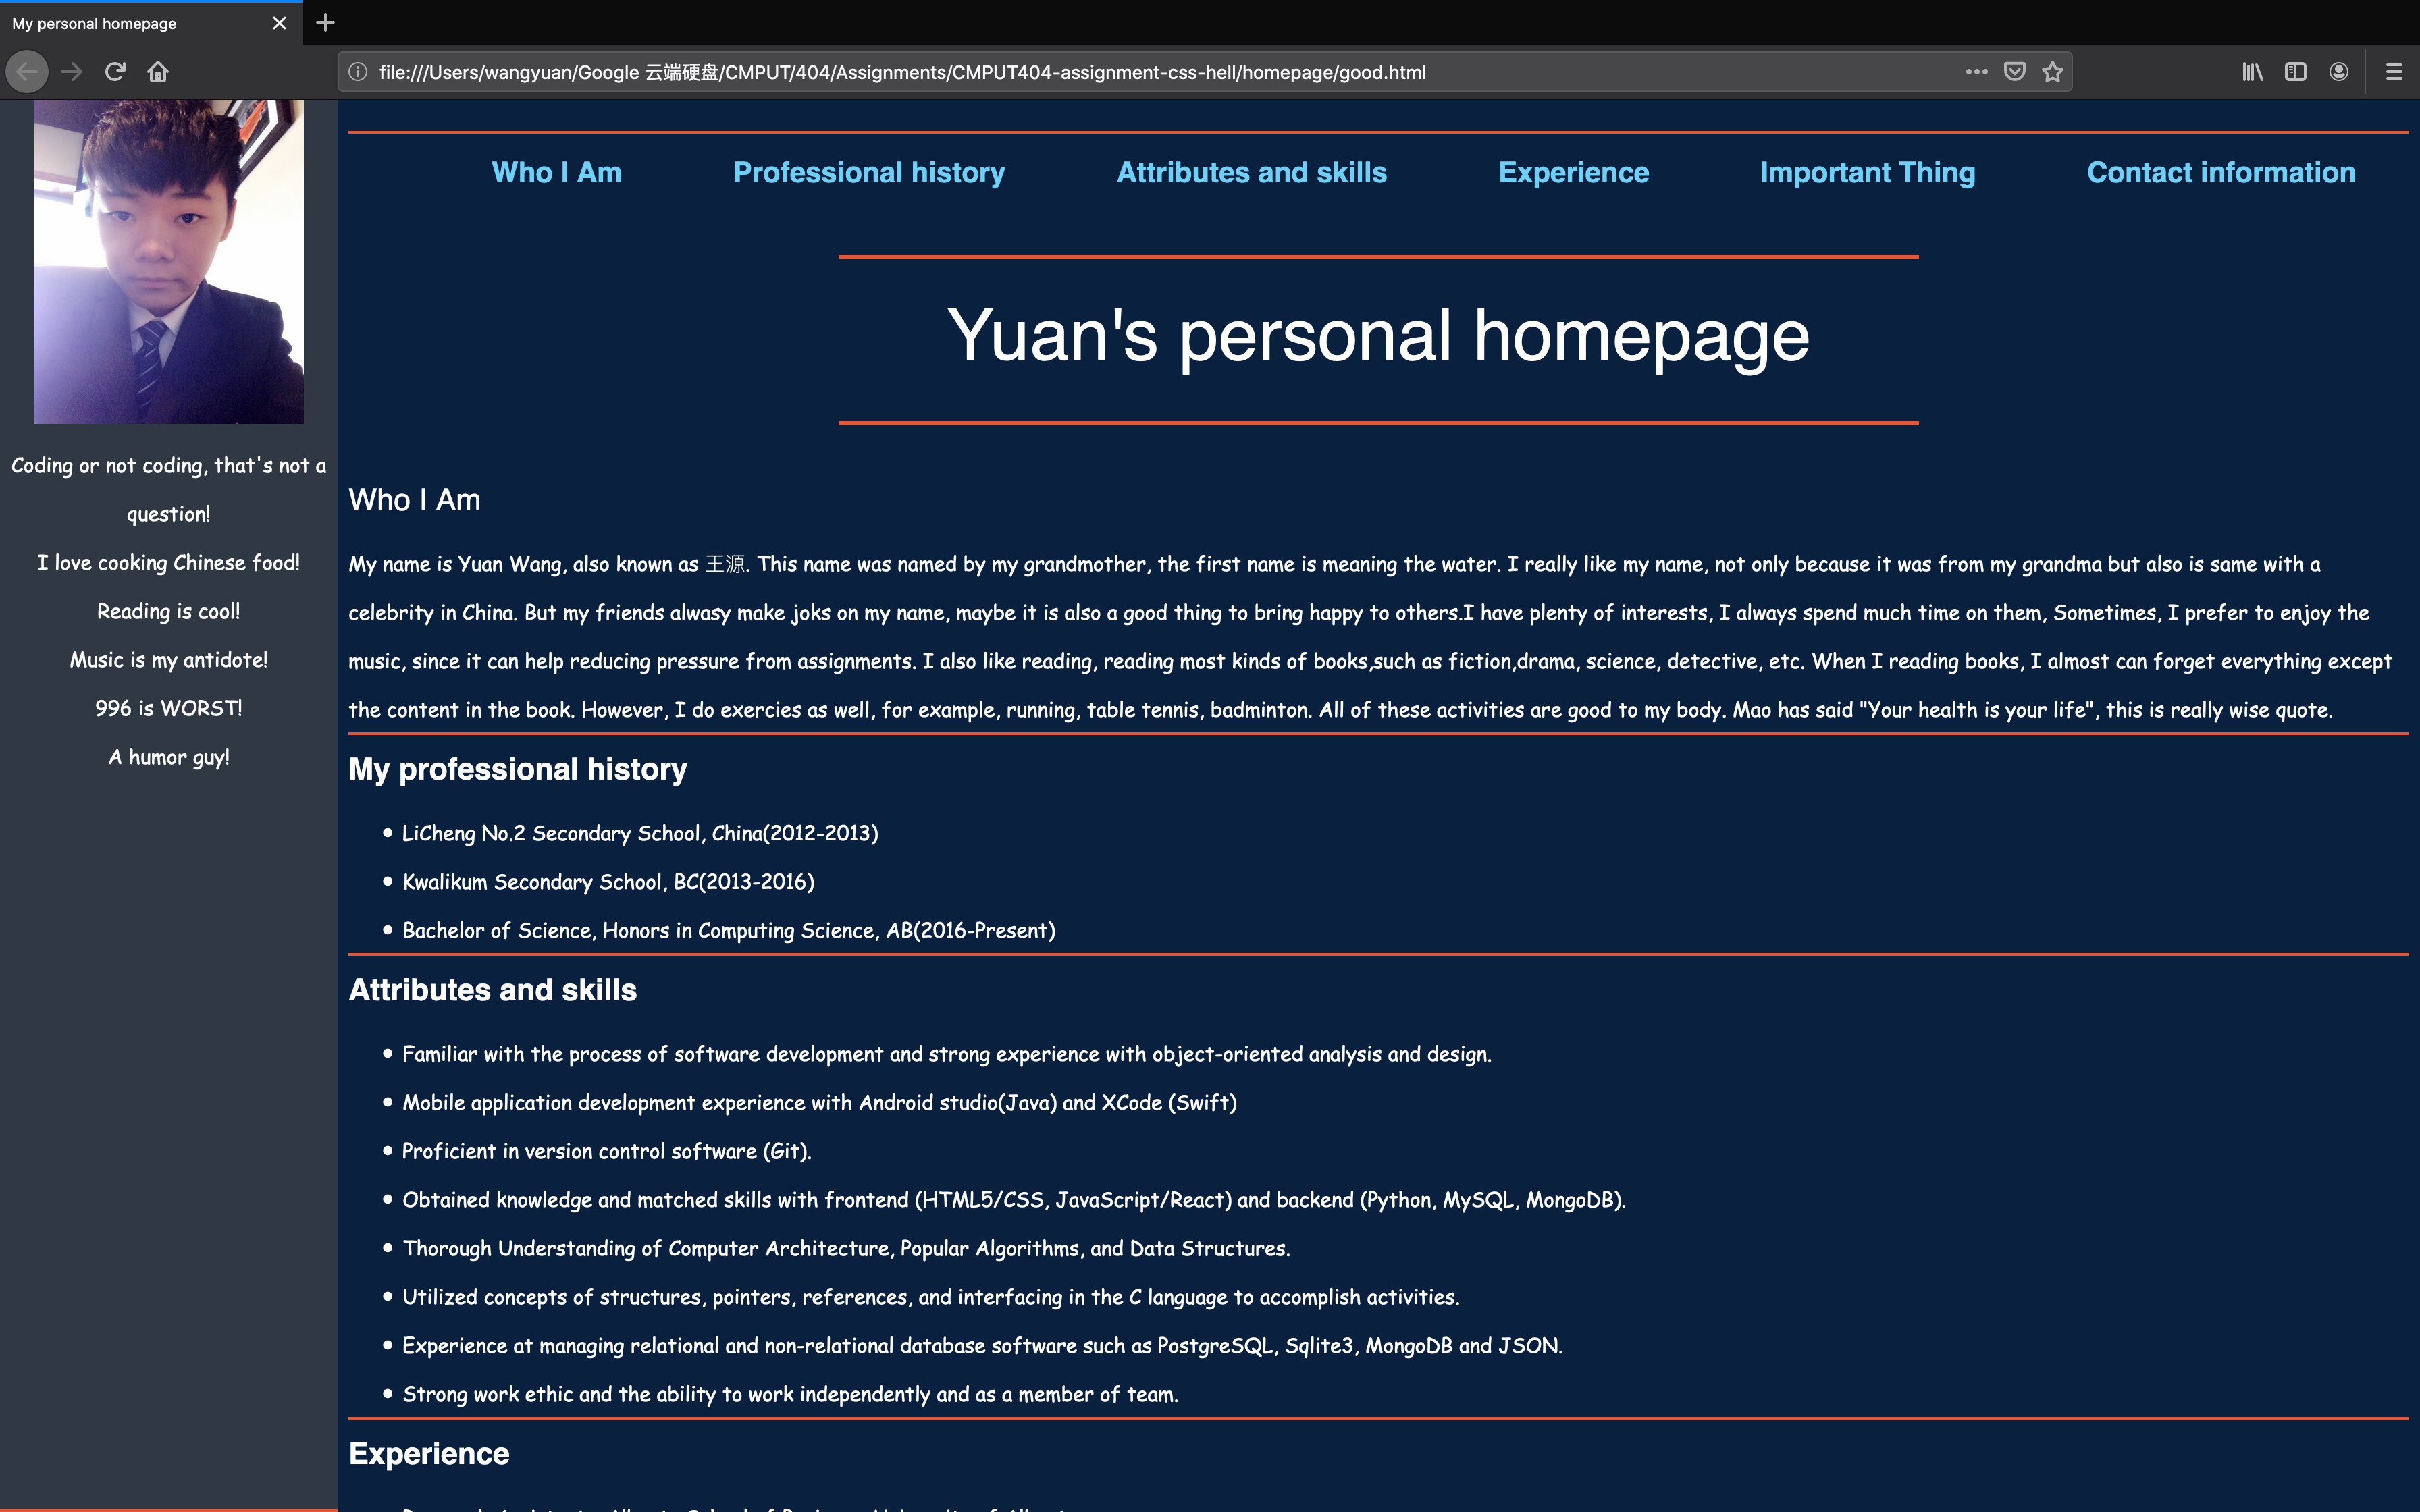 My personal homepage
file:///Users/wangyuan/Google 云端硬盘/CMPUT/404/Assignments/CMPUT404-assignment-css-hell/homepage/good.html
Who I Am
Professional history
Attributes and skills
Experience
Important Thing
Contact information
Coding or not coding, that's not a
question!
I love cooking Chinese food!
Reading is cool!
Music is my antidote!
996 is WORST!
A humor guy!
Yuan's personal homepage
Who I Am
My name is Yuan Wang, also known as 王源. This name was named by my grandmother, the first name is meaning the water. I really like my name, not only because it was from my grandma but also is same with a
celebrity in China. But my friends alwasy make joks on my name, maybe it is also a good thing to bring happy to others.I have plenty of interests, I always spend much time on them, Sometimes, I prefer to enjoy the
music, since it can help reducing pressure from assignments. I also like reading, reading most kinds of books,such as fiction,drama, science, detective, etc. When I reading books, I almost can forget everything except
the content in the book. However, I do exercies as well, for example, running, table tennis, badminton. All of these activities are good to my body. Mao has said "Your health is your life", this is really wise quote.
My professional history
LiCheng No.2 Secondary School, China(2012-2013)
Kwalikum Secondary School, BC(2013-2016)
Bachelor of Science, Honors in Computing Science, AB(2016-Present)
Attributes and skills
Familiar with the process of software development and strong experience with object-oriented analysis and design.
Mobile application development experience with Android studio(Java) and XCode (Swift)
Proficient in version control software (Git).
Obtained knowledge and matched skills with frontend (HTML5/CSS, JavaScript/React) and backend (Python, MySQL, MongoDB).
Thorough Understanding of Computer Architecture, Popular Algorithms, and Data Structures.
Utilized concepts of structures, pointers, references, and interfacing in the C language to accomplish activities.
Experience at managing relational and non-relational database software such as PostgreSQL, Sqlite3, MongoDB and JSON.
Strong work ethic and the ability to work independently and as a member of team.
Experience